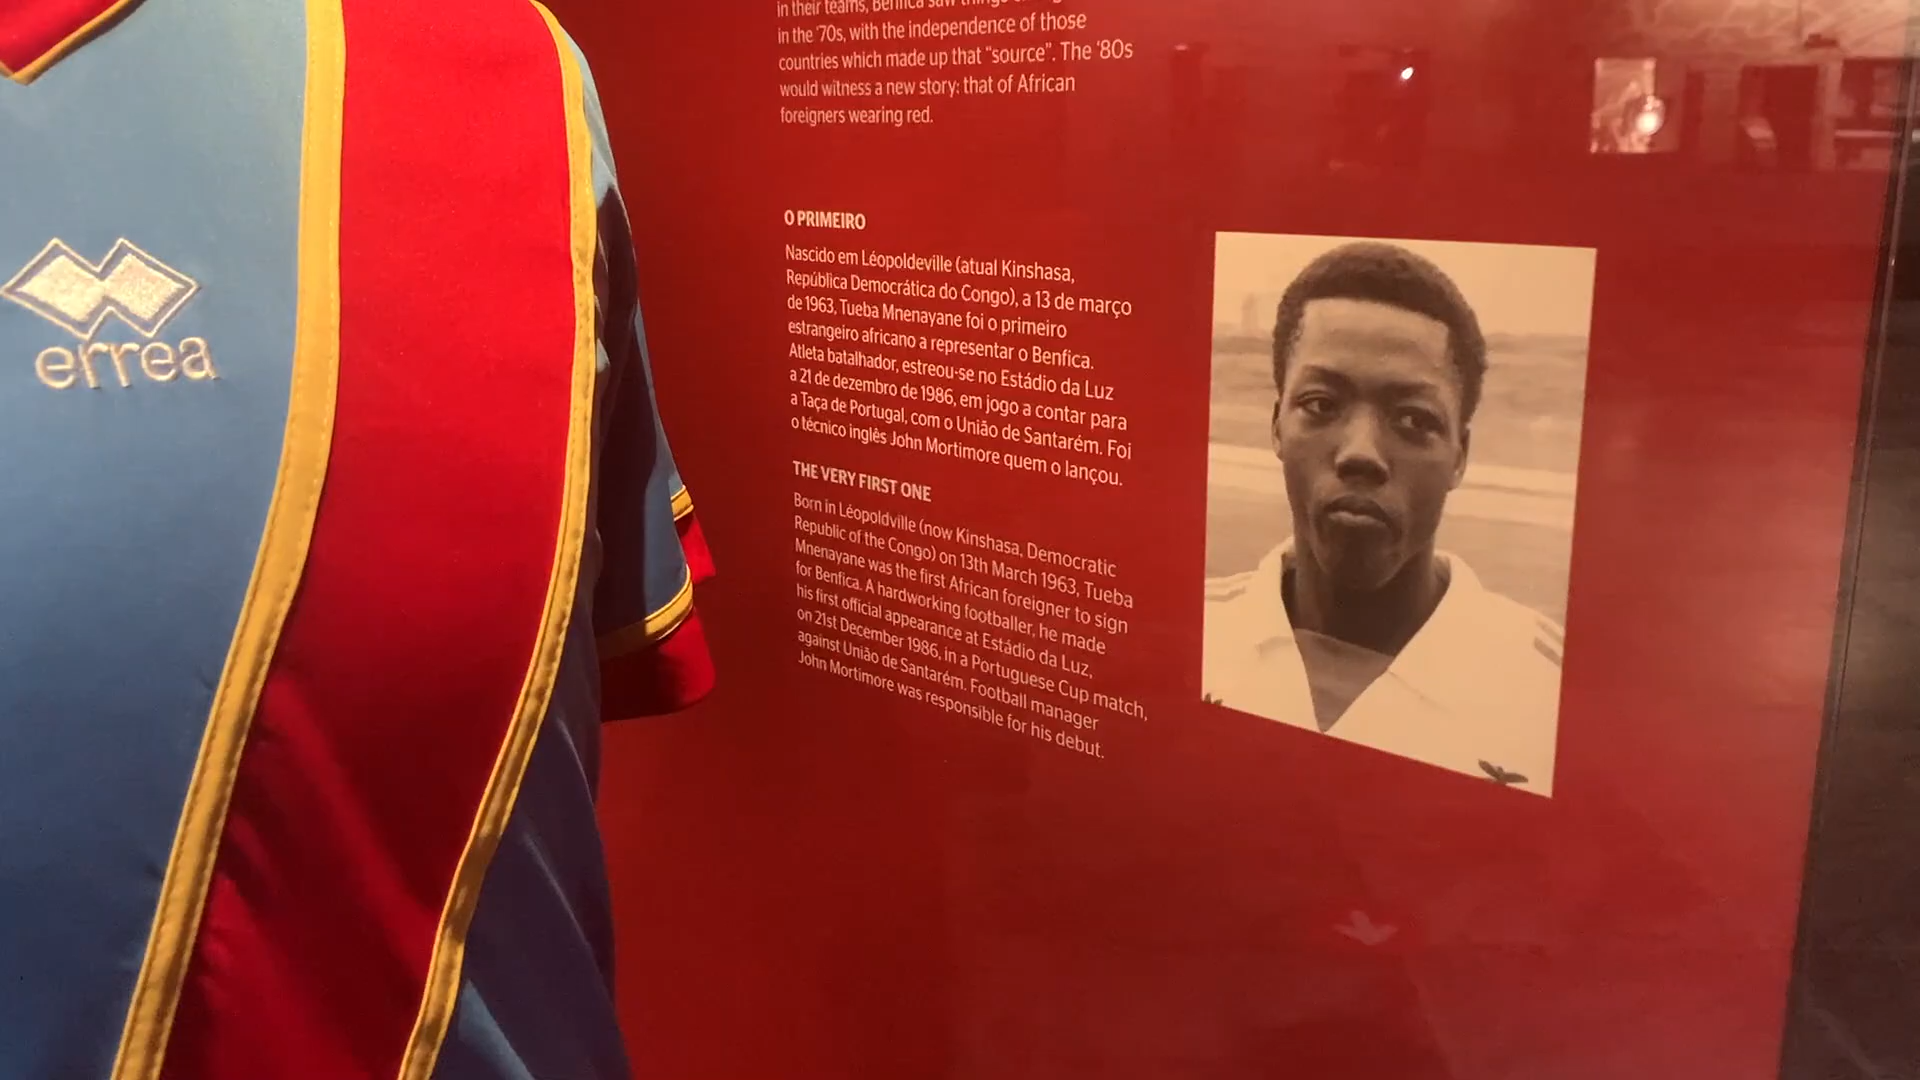 in their teams, Benfica saw things
in the '70s, with the independence of those
countries which made up that “source”. The '80s
would witness a new story: that of African
foreigners wearing red.
O PRIMEIRO
Nascido em Léopoldeville (atual Kinshasa,
República Democrática do Congo), a 13 de março
de 1963, Tueba Mnenayane foi o primeiro
estrangeiro africano a representar o Benfica.
Atleta batalhador, estreou-se no Estádio da Luz
a 21 de dezembro de 1986, em jogo a contar para
a Taça de Portugal, com o União de Santarém. Foi
o técnico inglês John Mortimore quem o lançou.
THE VERY FIRST ONE
Born in Léopoldville (now Kinshasa, Democratic
Republic of the Congo) on 13th March 1963, Tueba
Mnenayane was the first African foreigner to sign
for Benfica. A hardworking footballer, he made
his first official appearance at Estádio da Luz,
on 21st December 1986, in a Portuguese Cup match,
against União de Santarém. Football manager
John Mortimore was responsible for his debut.
errea